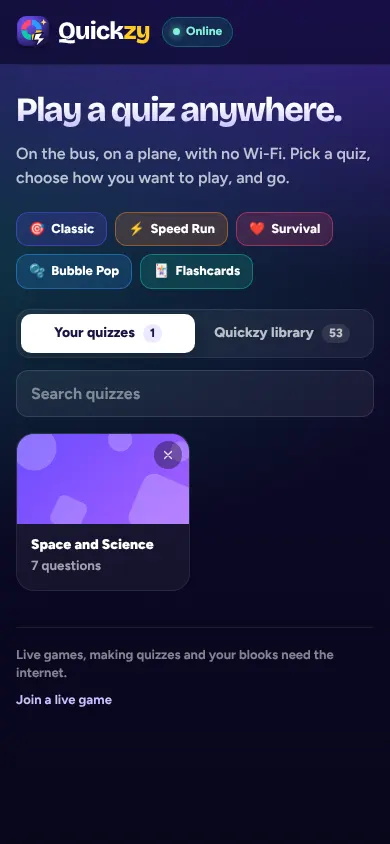 Quickzy
Online
Play a quiz anywhere.
On the bus, on a plane, with no Wi-Fi. Pick a quiz,
choose how you want to play, and go.
🎯 Classic
⚡ Speed Run
❤️ Survival
🫧 Bubble Pop
🃏 Flashcards
Your quizzes 1
Quickzy library 53
Search quizzes
Space and Science
7 questions
Live games, making quizzes and your blooks need the
internet.
Join a live game